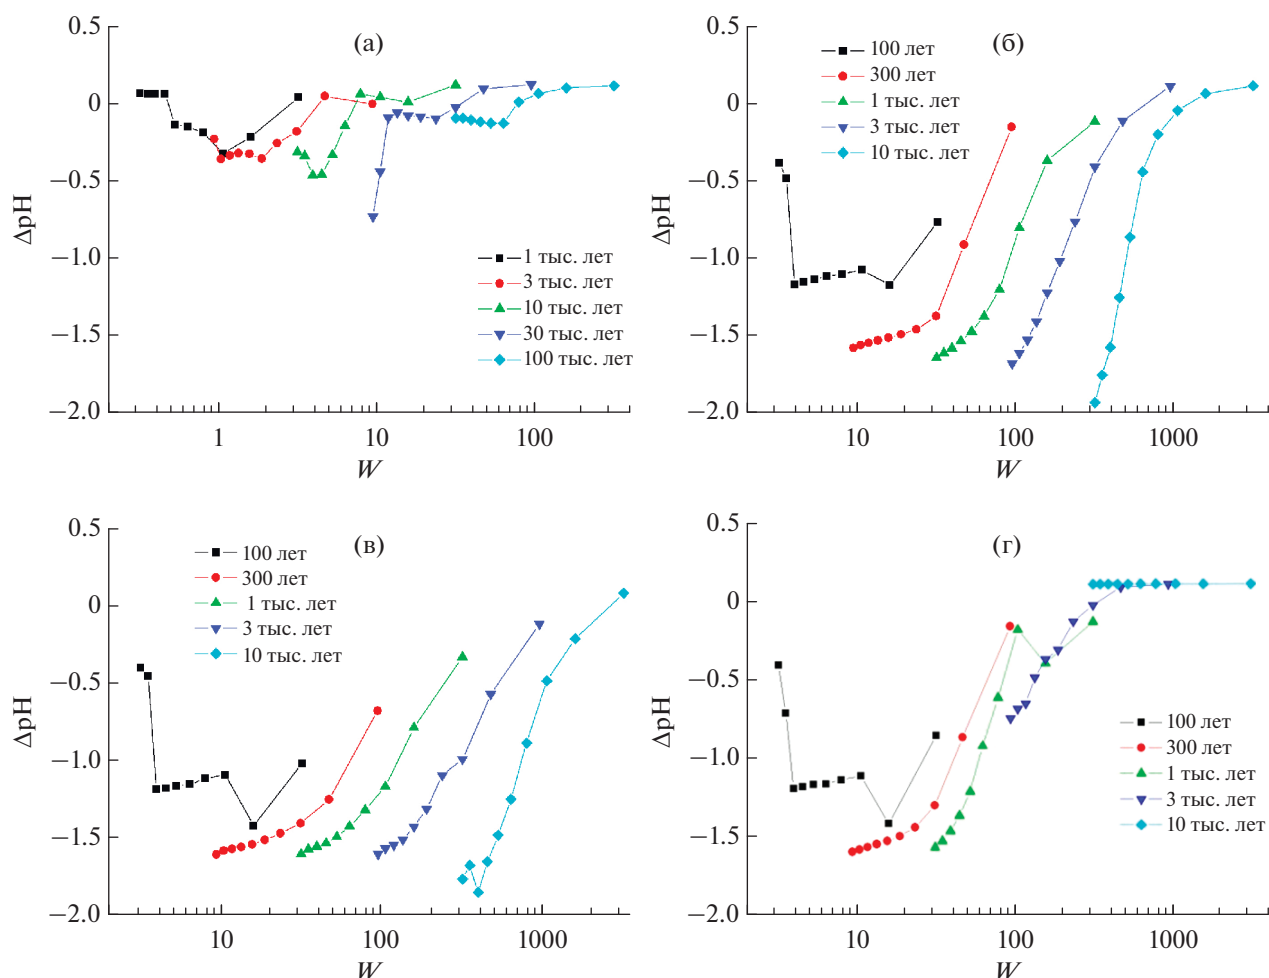 (а)
0.5
0
−0.5
−1.0
−1.5
−2.0
ΔpH
1 тыс. лет
3 тыс. лет
10 тыс. лет
30 тыс. лет
100 тыс. лет
1 10 100
W
(б)
0.5
0
−0.5
−1.0
−1.5
−2.0
ΔpH
100 лет
300 лет
1 тыс. лет
3 тыс. лет
10 тыс. лет
10 100 1000
W
(в)
0.5
0
−0.5
−1.0
−1.5
−2.0
ΔpH
100 лет
300 лет
1 тыс. лет
3 тыс. лет
10 тыс. лет
10 100 1000
W
(г)
0.5
0
−0.5
−1.0
−1.5
−2.0
ΔpH
100 лет
300 лет
1 тыс. лет
3 тыс. лет
10 тыс. лет
10 100 1000
W